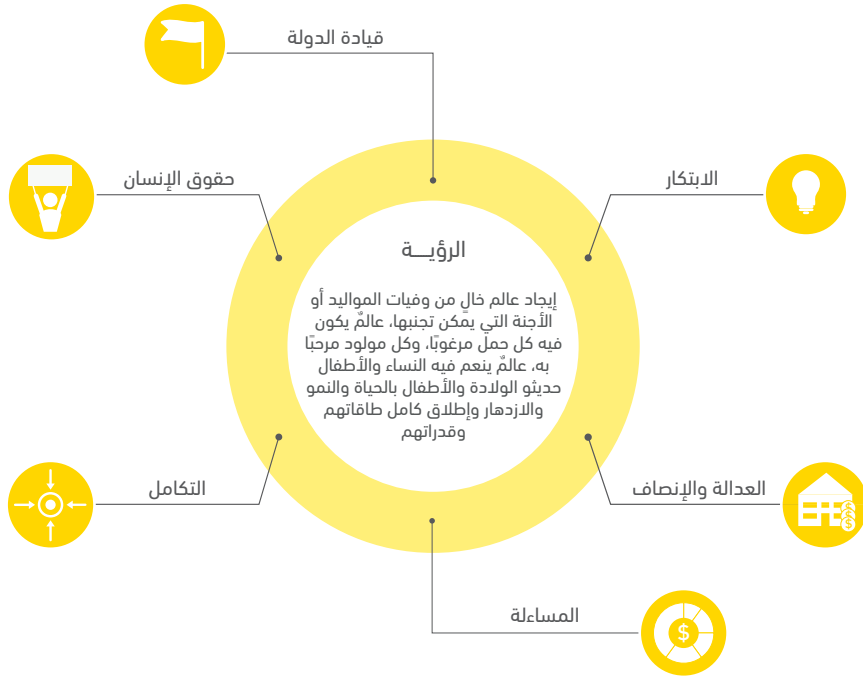 قيادة الدولة
الابتكار
حقوق الإنسان
الرؤيـــة
إيجاد عالم خالٍ من وفيات المواليد أو
الأجنة التي يمكن تجنبها، عالمٌ يكون
فيه كل حمل مرغوبًا، وكل مولود مرحبًا
به، عالمٌ ينعم فيه النساء والأطفال
حديثو الولادة والأطفال بالحياة والنمو
والازدهار وإطلاق كامل طاقاتهم
وقدراتهم
العدالة والإنصاف
التكامل
المساءلة
$
$
$
$